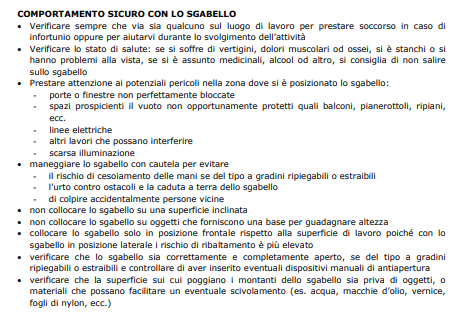 COMPORTAMENTO SICURO CON LO SGABELLO
• Verificare sempre che via sia qualcuno sul luogo di lavoro per prestare soccorso in caso di
infortunio oppure per aiutarvi durante lo svolgimento dell'attività
• Verificare lo stato di salute: se si soffre di vertigini, dolori muscolari od ossei, si è stanchi o si
hanno problemi alla vista, se si è assunto medicinali, alcool od altro, si consiglia di non salire
sullo sgabello
• Prestare attenzione ai potenziali pericoli nella zona dove si è posizionato lo sgabello:
- porte o finestre non perfettamente bloccate
- spazi prospicienti il vuoto non opportunamente protetti quali balconi, pianerottoli, ripiani,
ecc.
- linee elettriche
- altri lavori che possano interferire
- scarsa illuminazione
• maneggiare lo sgabello con cautela per evitare
- il rischio di cesoiamento delle mani se del tipo a gradini ripiegabili o estraibili
- l'urto contro ostacoli e la caduta a terra dello sgabello
- di colpire accidentalmente persone vicine
• non collocare lo sgabello su una superficie inclinata
• non collocare lo sgabello su oggetti che forniscono una base per guadagnare altezza
• collocare lo sgabello solo in posizione frontale rispetto alla superficie di lavoro poiché con lo
sgabello in posizione laterale i rischio di ribaltamento è più elevato
• verificare che lo sgabello sia correttamente e completamente aperto, se del tipo a gradini
ripiegabili o estraibili e controllare di aver inserito eventuali dispositivi manuali di antiapertura
• verificare che la superficie sui cui poggiano i montanti dello sgabello sia priva di oggetti, o
materiali che possano facilitare un eventuale scivolamento (es. acqua, macchie d'olio, vernice,
fogli di nylon, ecc.)